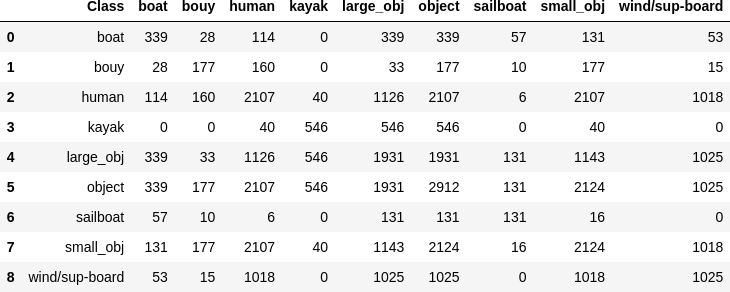 Class boat bouy human kayak large_obj object sailboat small_obj wind/sup-board
0 boat 339 28 114 0 339 339 57 131 53
1 bouy 28 177 160 0 33 177 10 177 15
2 human 114 160 2107 40 1126 2107 6 2107 1018
3 kayak 0 0 40 546 546 546 0 40 0
4 large_obj 339 33 1126 546 1931 1931 131 1143 1025
5 object 339 177 2107 546 1931 2912 131 2124 1025
6 sailboat 57 10 6 0 131 131 131 16 0
7 small_obj 131 177 2107 40 1143 2124 16 2124 1018
8 wind/sup-board 53 15 1018 0 1025 1025 0 1018 1025